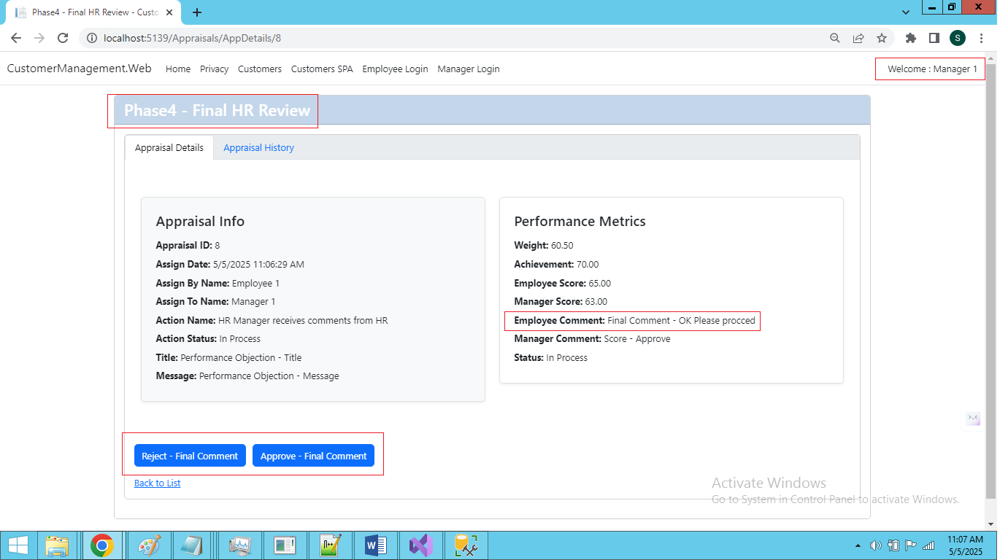 Phase4 - Final HR Review - Custo
localhost:5139/Appraisals/AppDetails/8
S
CustomerManagement.Web Home Privacy Customers Customers SPA Employee Login Manager Login Welcome : Manager 1
Phase4 - Final HR Review
Appraisal Details Appraisal History
Appraisal Info
Appraisal ID: 8
Assign Date: 5/5/2025 11:06:29 AM
Assign By Name: Employee 1
Assign To Name: Manager 1
Action Name: HR Manager receives comments from HR
Action Status: In Process
Title: Performance Objection - Title
Message: Performance Objection - Message
Performance Metrics
Weight: 60.50
Achievement: 70.00
Employee Score: 65.00
Manager Score: 63.00
Employee Comment: Final Comment - OK Please procced
Manager Comment: Score - Approve
Status: In Process
Reject - Final Comment Approve - Final Comment
Back to List
Activate Windows
Go to System in Control Panel to activate Windows.
11:07 AM
5/5/2025